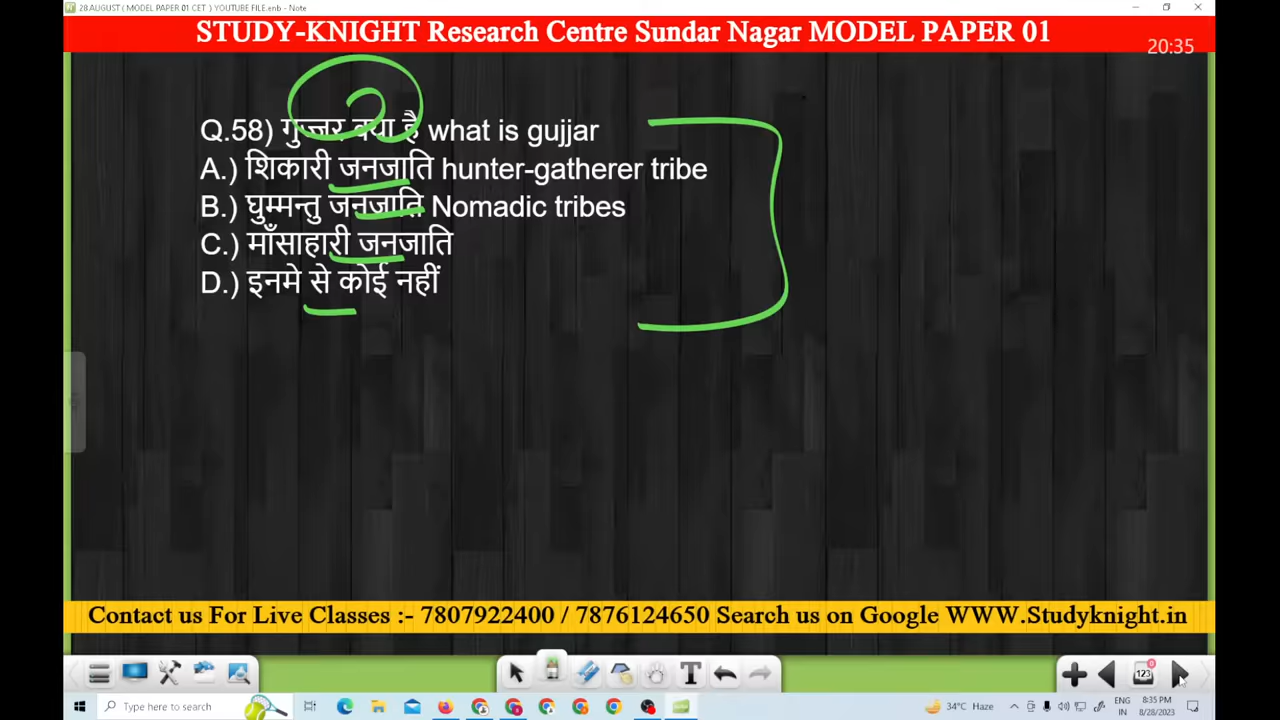 28 AUGUST ( MODEL PAPER 01 CET ) YOUTUBE FILE.enb - Note
STUDY-KNIGHT Research Centre Sundar Nagar MODEL PAPER 01
20:35
Q.58) गुज्जर क्या है what is gujjar
A.) शिकारी जनजाति hunter-gatherer tribe
B.) घुम्मन्तु जनजाति Nomadic tribes
C.) माँसाहारी जनजाति
D.) इनमे से कोई नहीं
Contact us For Live Classes :- 7807922400 / 7876124650 Search us on Google WWW.Studyknight.in
T
123
0
Type here to search
34°C Haze
ENG
IN
8:35 PM
8/28/2023